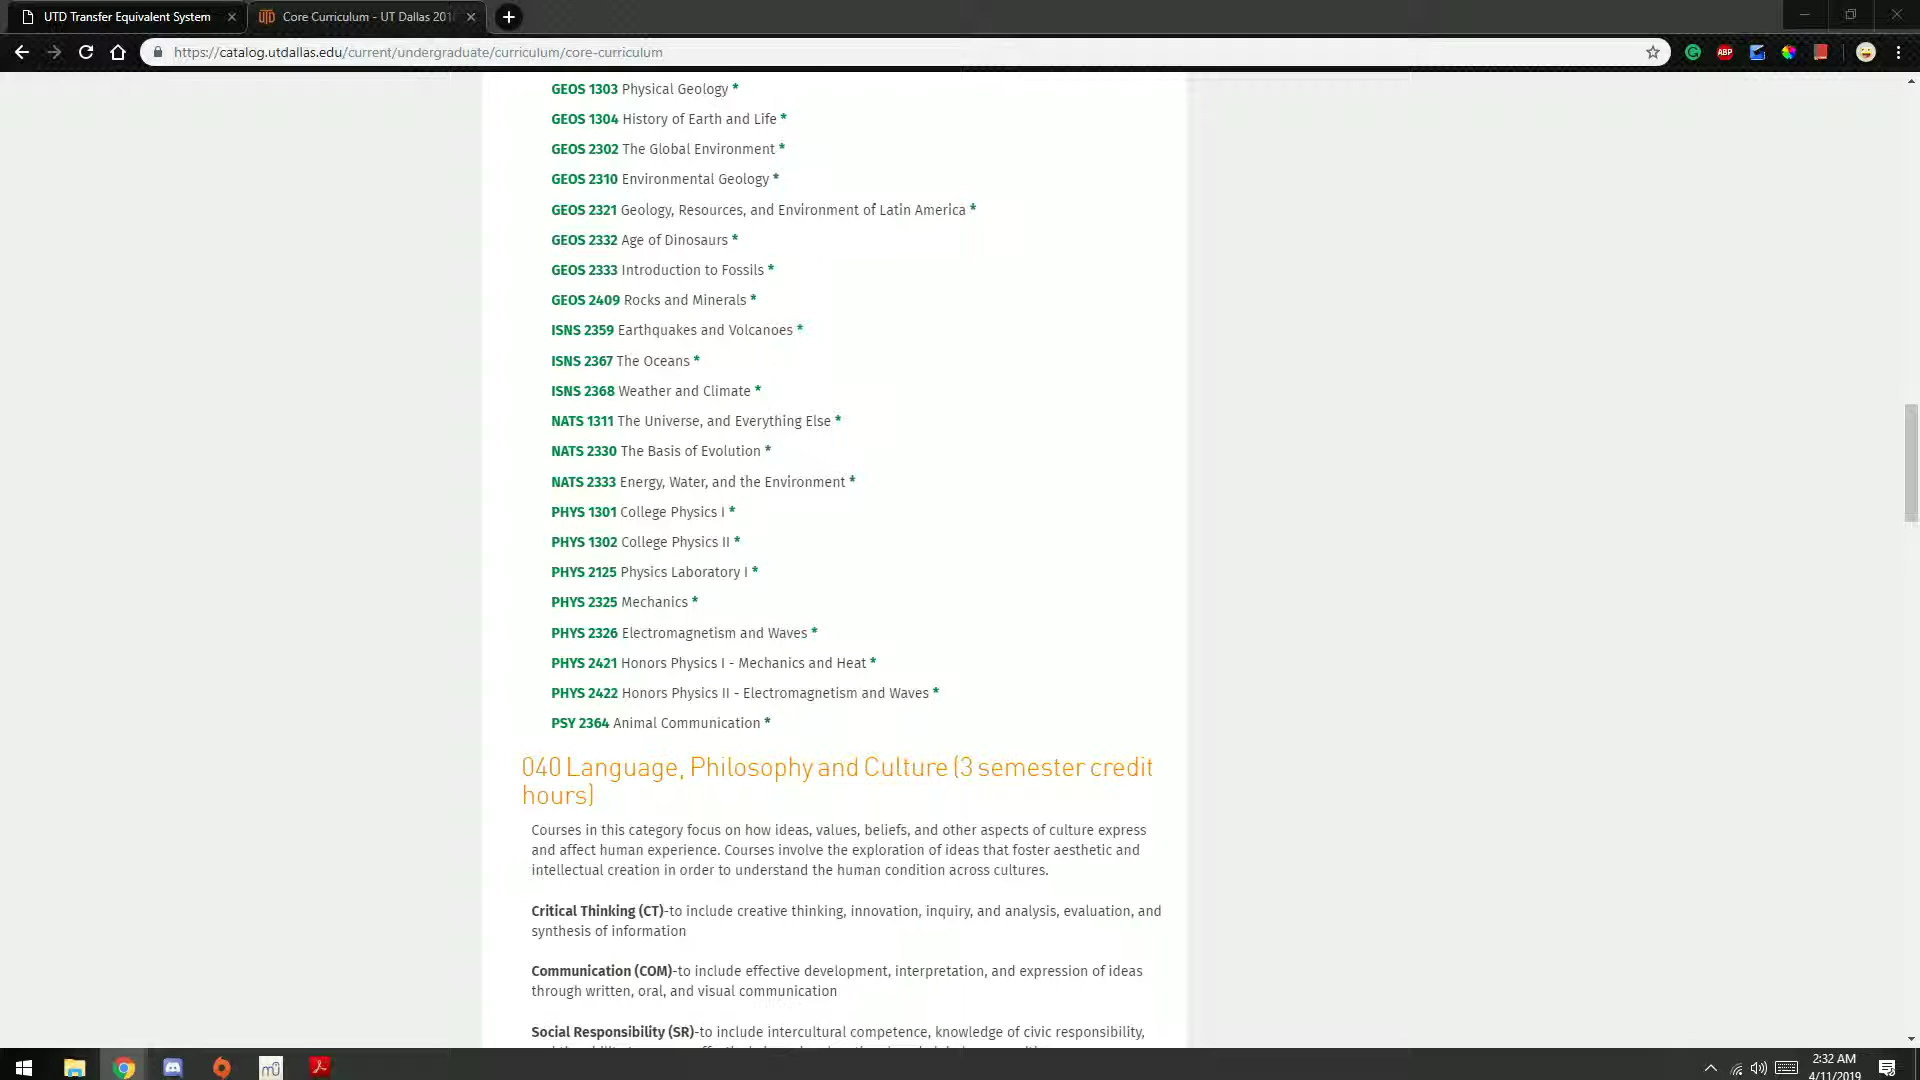 UTD Transfer Equivalent System
Core Curriculum - UT Dallas 201
https://catalog.utdallas.edu/current/undergraduate/curriculum/core-curriculum
ABP
GEOS 1303 Physical Geology *
GEOS 1304 History of Earth and Life *
GEOS 2302 The Global Environment *
GEOS 2310 Environmental Geology *
GEOS 2321 Geology, Resources, and Environment of Latin America *
GEOS 2332 Age of Dinosaurs *
GEOS 2333 Introduction to Fossils *
GEOS 2409 Rocks and Minerals *
ISNS 2359 Earthquakes and Volcanoes *
ISNS 2367 The Oceans *
ISNS 2368 Weather and Climate *
NATS 1311 The Universe, and Everything Else *
NATS 2330 The Basis of Evolution *
NATS 2333 Energy, Water, and the Environment *
PHYS 1301 College Physics I *
PHYS 1302 College Physics II *
PHYS 2125 Physics Laboratory I *
PHYS 2325 Mechanics *
PHYS 2326 Electromagnetism and Waves *
PHYS 2421 Honors Physics I - Mechanics and Heat *
PHYS 2422 Honors Physics II - Electromagnetism and Waves *
PSY 2364 Animal Communication *
040 Language, Philosophy and Culture (3 semester credit
hours)
Courses in this category focus on how ideas, values, beliefs, and other aspects of culture express
and affect human experience. Courses involve the exploration of ideas that foster aesthetic and
intellectual creation in order to understand the human condition across cultures.
Critical Thinking (CT)-to include creative thinking, innovation, inquiry, and analysis, evaluation, and
synthesis of information
Communication (COM)-to include effective development, interpretation, and expression of ideas
through written, oral, and visual communication
Social Responsibility (SR)-to include intercultural competence, knowledge of civic responsibility,
2:32 AM
4/11/2019